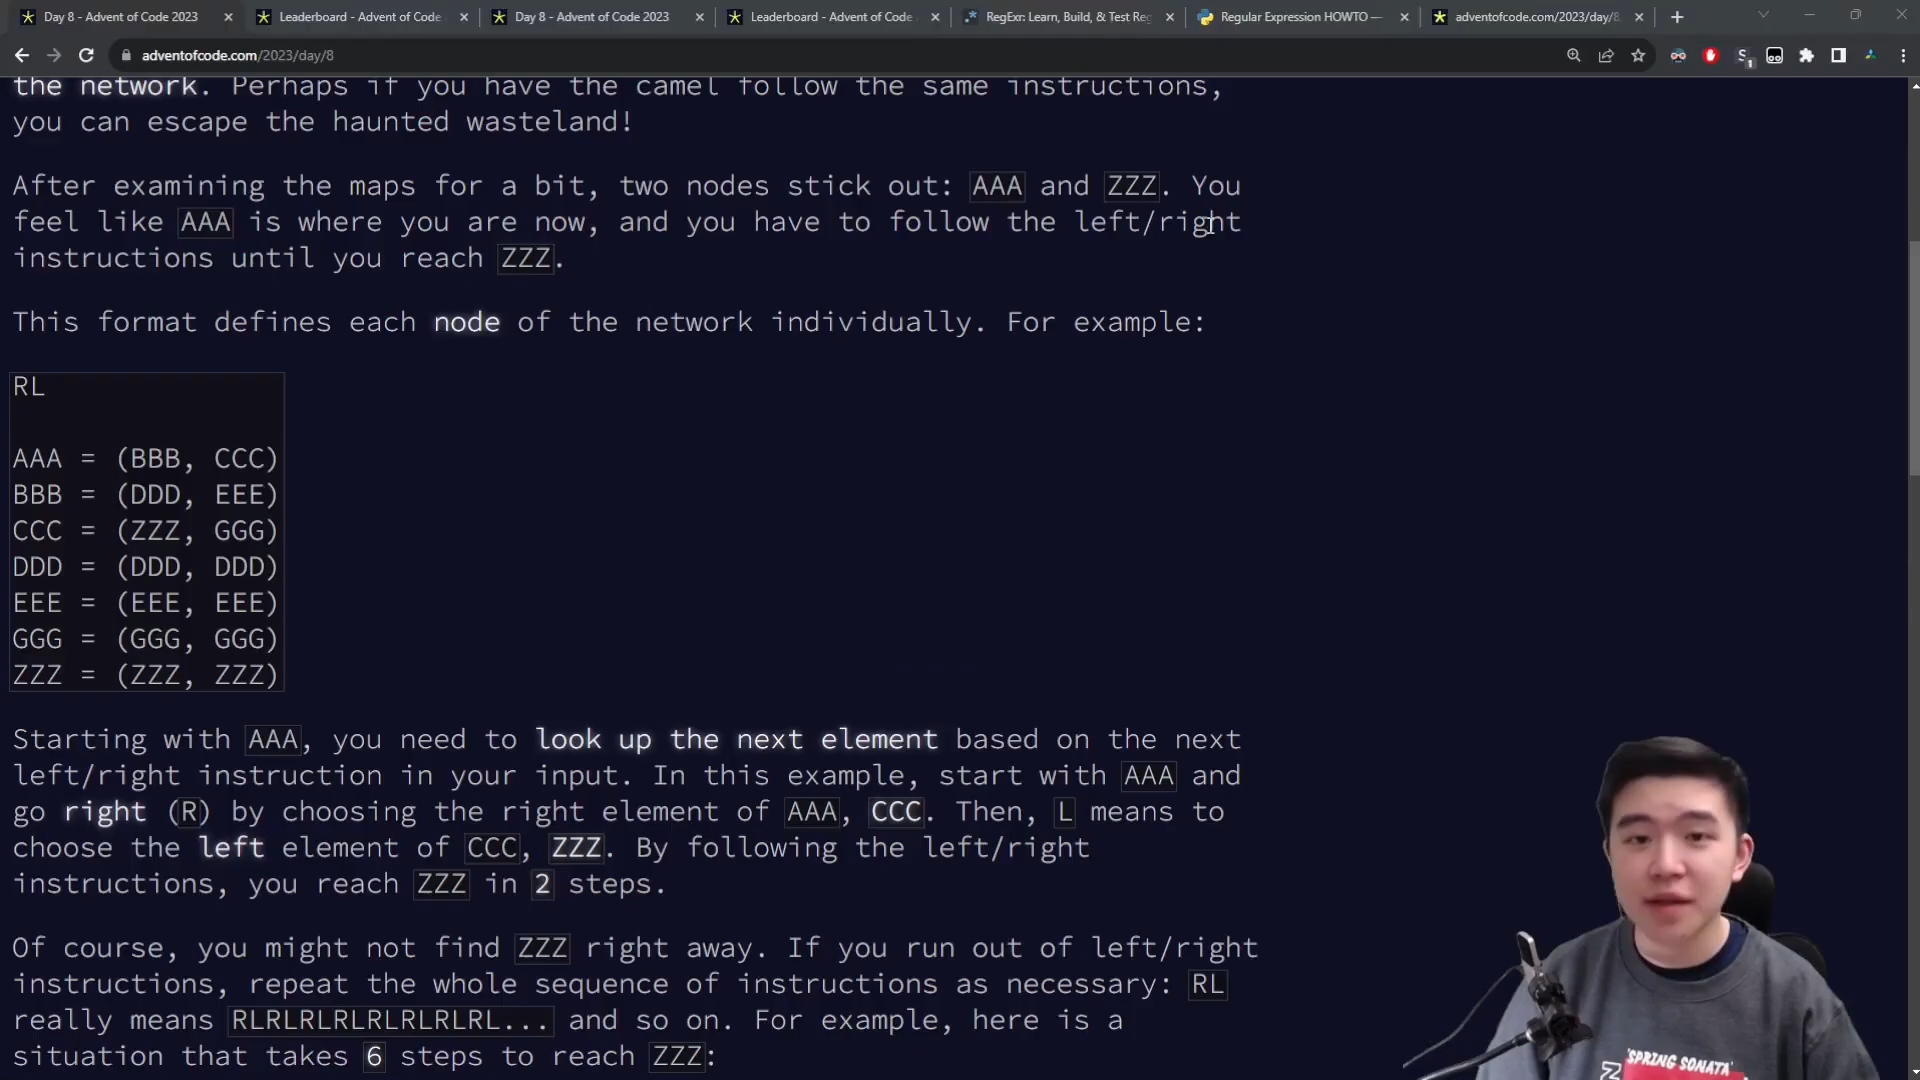 Day 8 - Advent of Code 2023
Leaderboard - Advent of Code
Day 8 - Advent of Code 2023
Leaderboard - Advent of Code
RegExr: Learn, Build, & Test Reg
Regular Expression HOWTO —
adventofcode.com/2023/day/8
adventofcode.com/2023/day/8
the network. Perhaps if you have the camel follow the same instructions,
you can escape the haunted wasteland!
After examining the maps for a bit, two nodes stick out: AAA and ZZZ. You
feel like AAA is where you are now, and you have to follow the left/right
instructions until you reach ZZZ.
This format defines each node of the network individually. For example:
RL
AAA = (BBB, CCC)
BBB = (DDD, EEE)
CCC = (ZZZ, GGG)
DDD = (DDD, DDD)
EEE = (EEE, EEE)
GGG = (GGG, GGG)
ZZZ = (ZZZ, ZZZ)
Starting with AAA, you need to look up the next element based on the next
left/right instruction in your input. In this example, start with AAA and
go right (R) by choosing the right element of AAA, CCC. Then, L means to
choose the left element of CCC, ZZZ. By following the left/right
instructions, you reach ZZZ in 2 steps.
Of course, you might not find ZZZ right away. If you run out of left/right
instructions, repeat the whole sequence of instructions as necessary: RL
really means RLRLRLRLRLRLRLRL... and so on. For example, here is a
situation that takes 6 steps to reach ZZZ:
'SPRING SONATA'